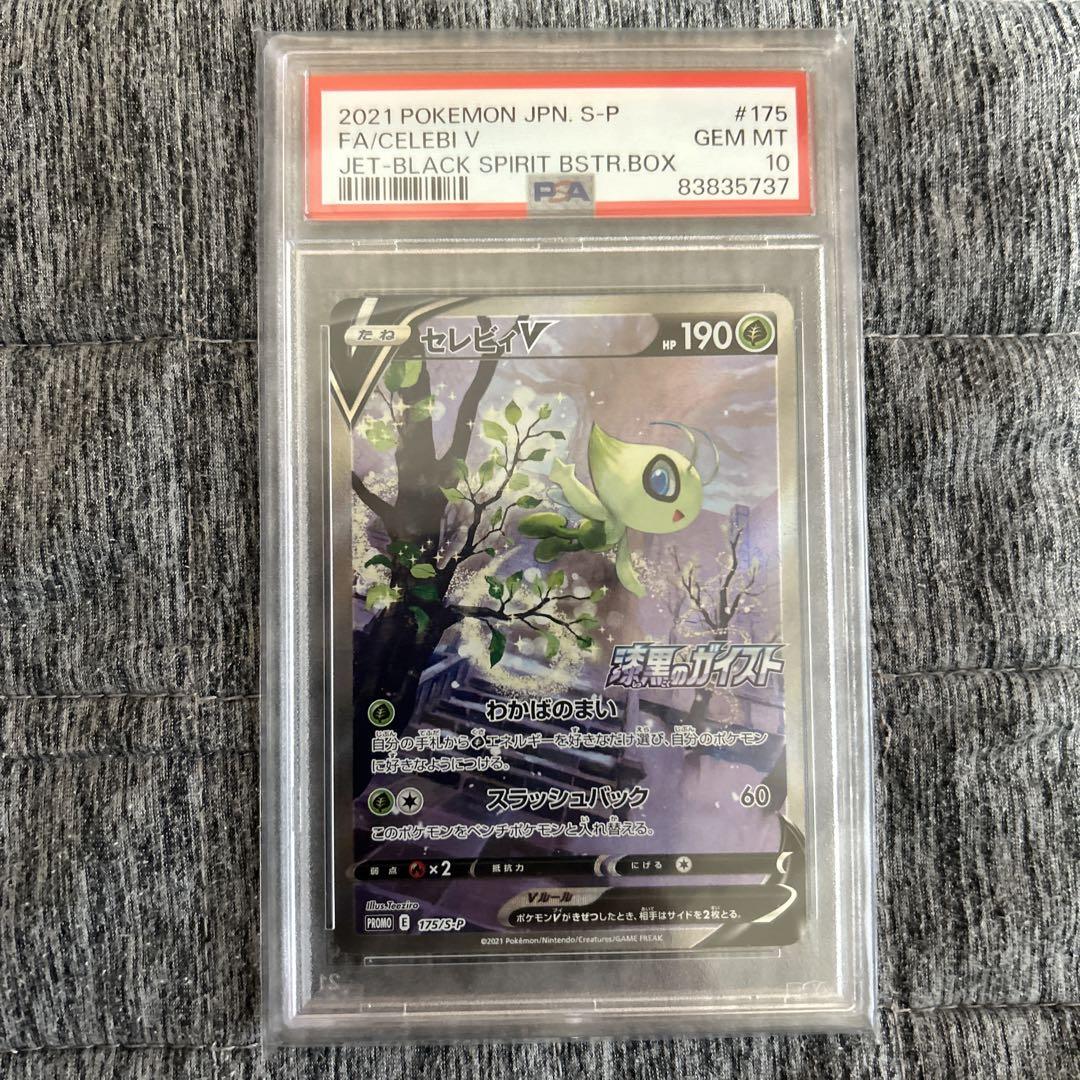 2021 POKEMON JPN. S-P #175
FA/CELEBI V GEM MT
JET-BLACK SPIRIT BSTR.BOX 10
PSA 83835737
たね セレビィV HP 190
漆黒のガイスト
わかばのまい
自分の手札からエネルギーを好きなだけ選び、自分のポケモン
に好きなようにつける。
スラッシュバック 60
このポケモンをベンチポケモンと入れ替える。
弱点 ×2 抵抗力 にげる
Vルール
ポケモンVがきぜつしたとき、相手はサイドを2枚とる。
Illus.Teeziro
PROMO E 175/S-P
©2021 Pokémon/Nintendo/Creatures/GAME FREAK